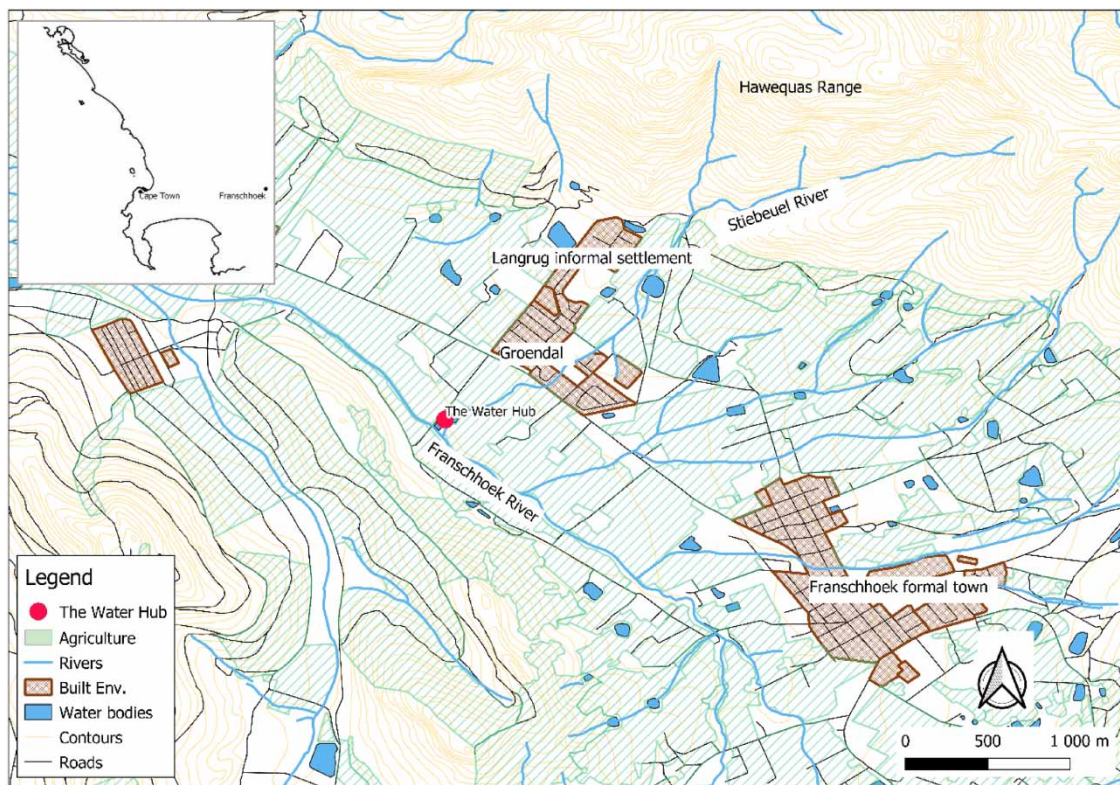 Cape Town
Franschhoek
Hawequas Range
Stiebeuel River
Langrug informal settlement
Groendal
The Water Hub
Franschhoek River
Franschhoek formal town
Legend
The Water Hub
Agriculture
Rivers
Built Env.
Water bodies
Contours
Roads
0 500 1 000 m